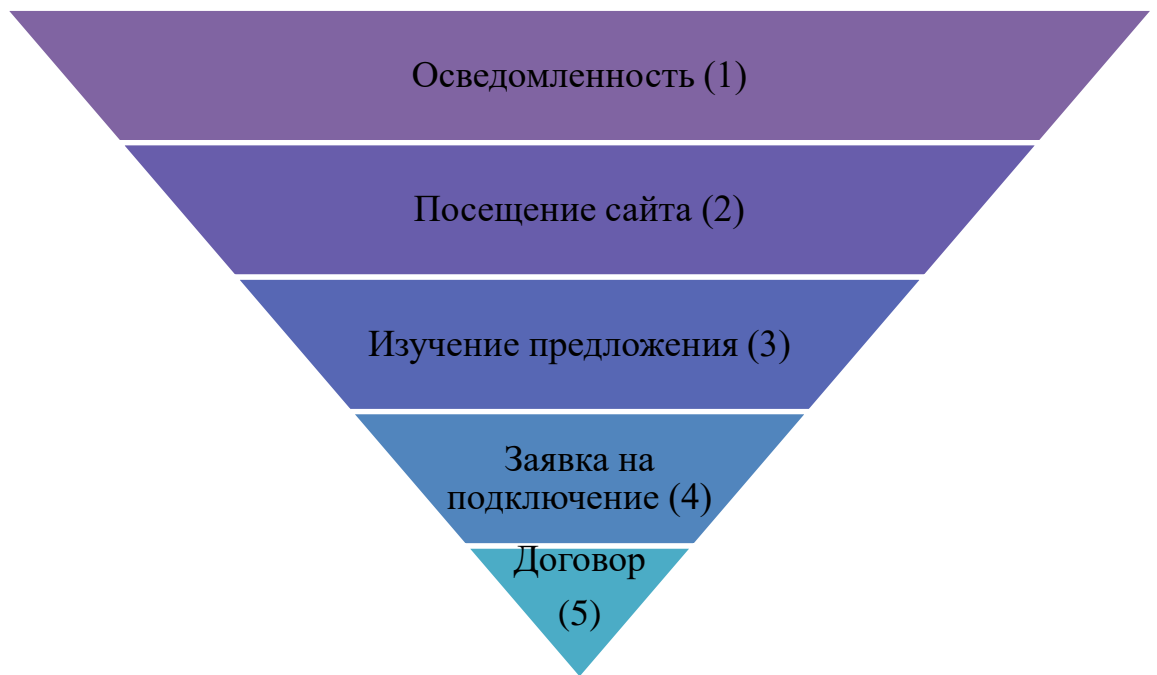 Осведомленность (1)
Посещение сайта (2)
Изучение предложения (3)
Заявка на
подключение (4)
Договор
(5)